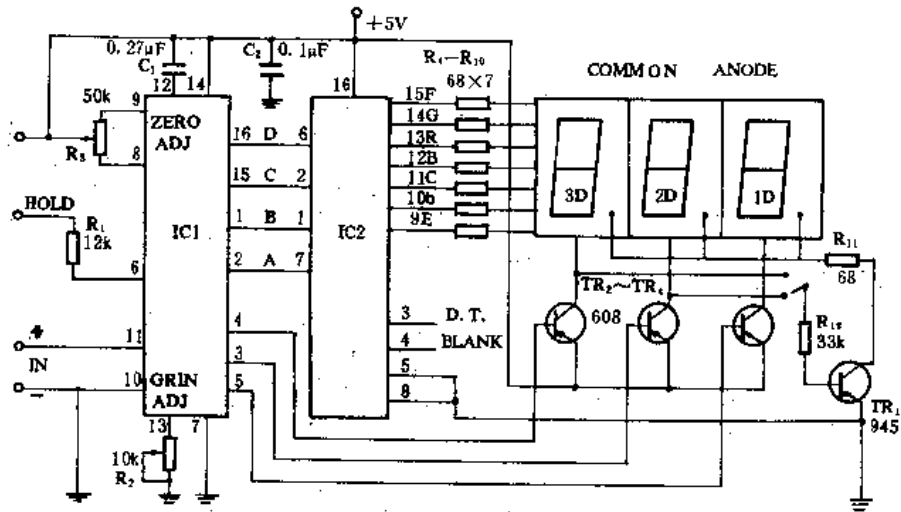 +5V
0.27μF
C₁
C₂ 0.1μF
R₄—R₁₀
68×7
COMMON ANODE
12
14
16
50k
9
ZERO
ADJ
R₃
8
16 D 6
15 C 2
1 B 1
2 A 7
15F
14G
13R
12B
11C
10b
9E
3D
2D
1D
HOLD
R₁
12k
6
IC1
IC2
R₁₁
68
TR₂~TR₄
608
3 D.T.
4 BLANK
5
8
R₁₂
33k
TR₁
945
+
IN
−
11
10
GRIN
ADJ
4
3
5
13
7
10k
R₂